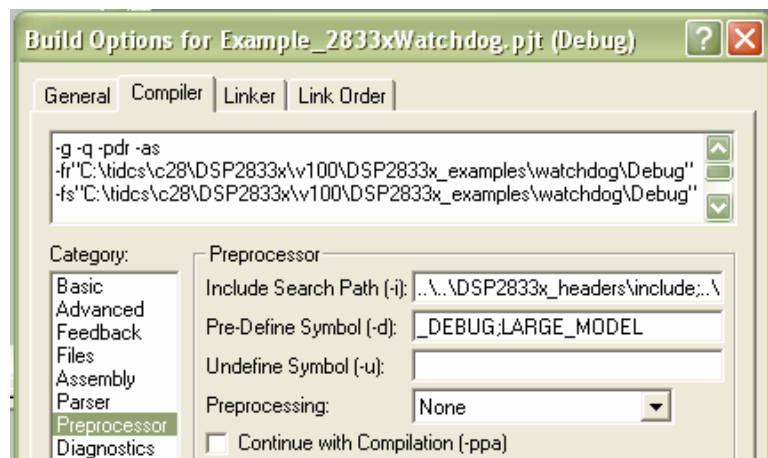 Build Options for Example_2833xWatchdog.pjt (Debug)
General Compiler Linker Link Order
-g -q -pdr -as
-fr"C:\tidcs\c28\DSP2833x\v100\DSP2833x_examples\watchdog\Debug"
-fs"C:\tidcs\c28\DSP2833x\v100\DSP2833x_examples\watchdog\Debug"
Category:
Basic
Advanced
Feedback
Files
Assembly
Parser
Preprocessor
Diagnostics
Preprocessor
Include Search Path (-i): ..\..\DSP2833x_headers\include;..\
Pre-Define Symbol (-d): _DEBUG;LARGE_MODEL
Undefine Symbol (-u):
Preprocessing: None
Continue with Compilation (-ppa)